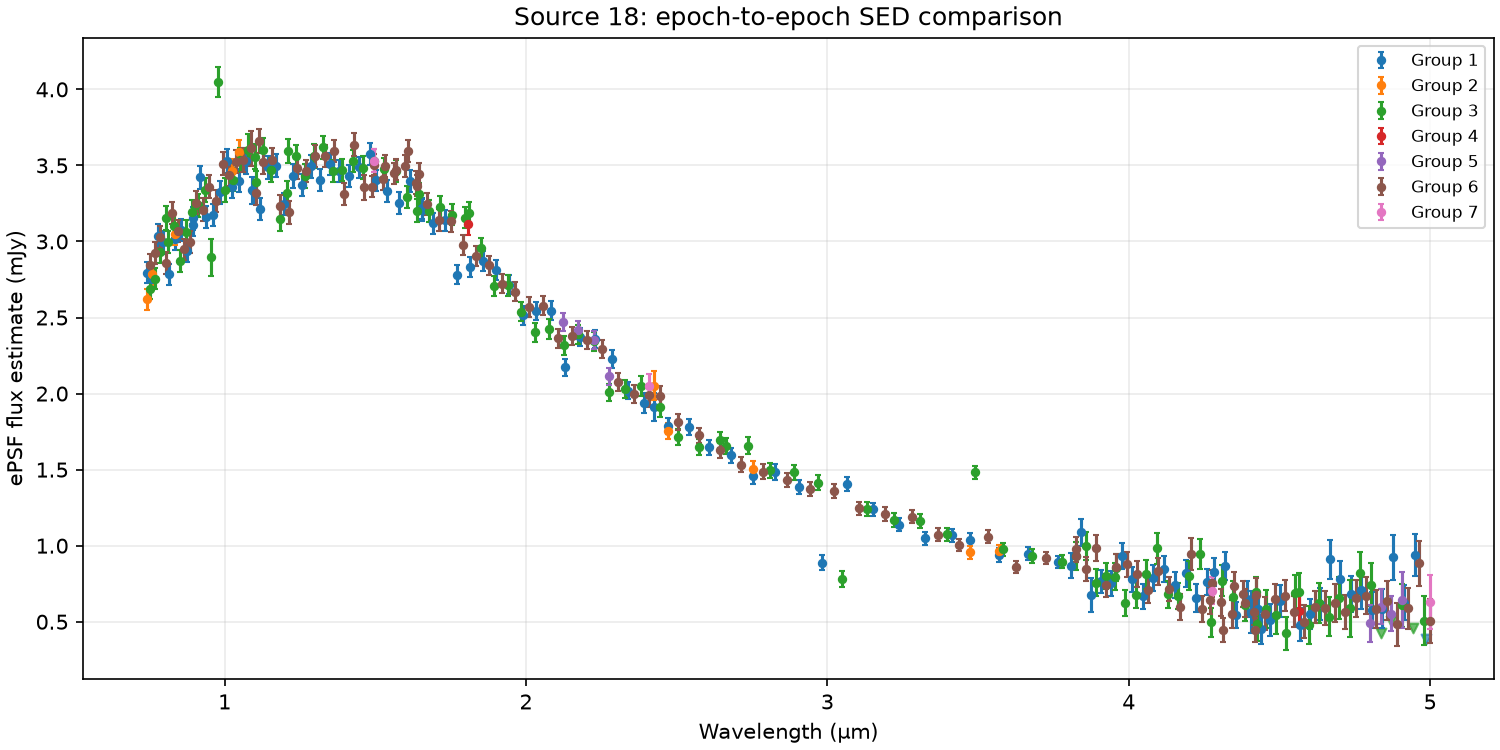 Source 18: epoch-to-epoch SED comparison
ePSF flux estimate (mJy)
4.0
3.5
3.0
2.5
2.0
1.5
1.0
0.5
Group 1
Group 2
Group 3
Group 4
Group 5
Group 6
Group 7
1 2 3 4 5
Wavelength (μm)